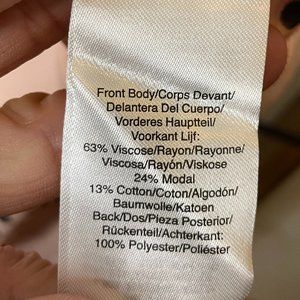 Front Body/Corps Devant/
Delantera Del Cuerpo/
Vorderes Hauptteil/
Voorkant Lijf:
63% Viscose/Rayon/Rayonne/
Viscosa/Rayón/Viskose
24% Modal
13% Cotton/Coton/Algodón/
Baumwolle/Katoen
Back/Dos/Pieza Posterior/
Rückenteil/Achterkant:
100% Polyester/Poliéster